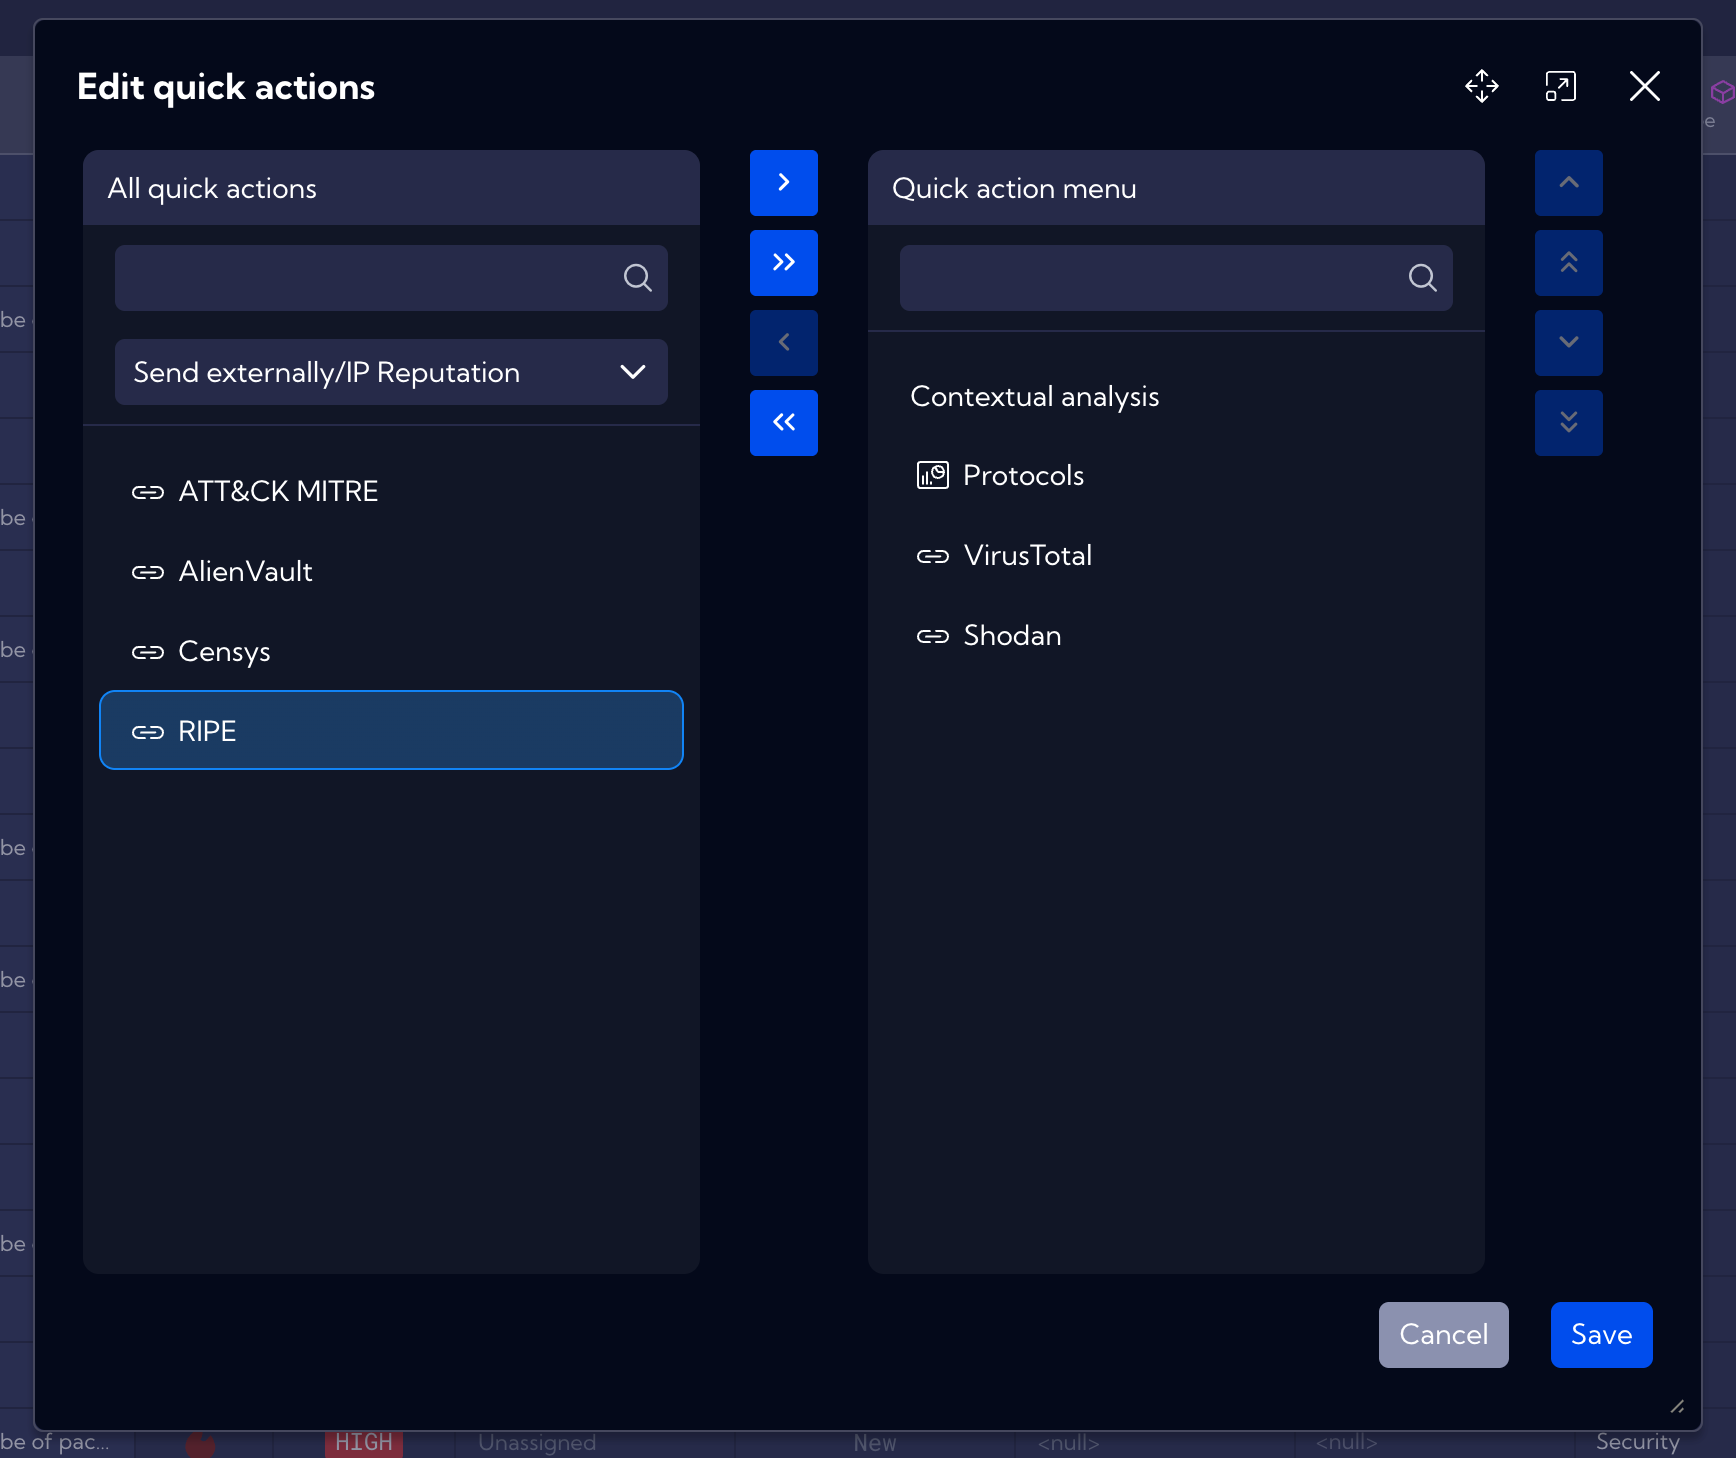 Edit quick actions
All quick actions
Send externally/IP Reputation
ATT&CK MITRE
AlienVault
Censys
RIPE
Quick action menu
Contextual analysis
Protocols
VirusTotal
Shodan
Cancel
Save
e
be
be
be
be
be
be
be of pac...
HIGH
Unassigned
New
<null>
<null>
Security